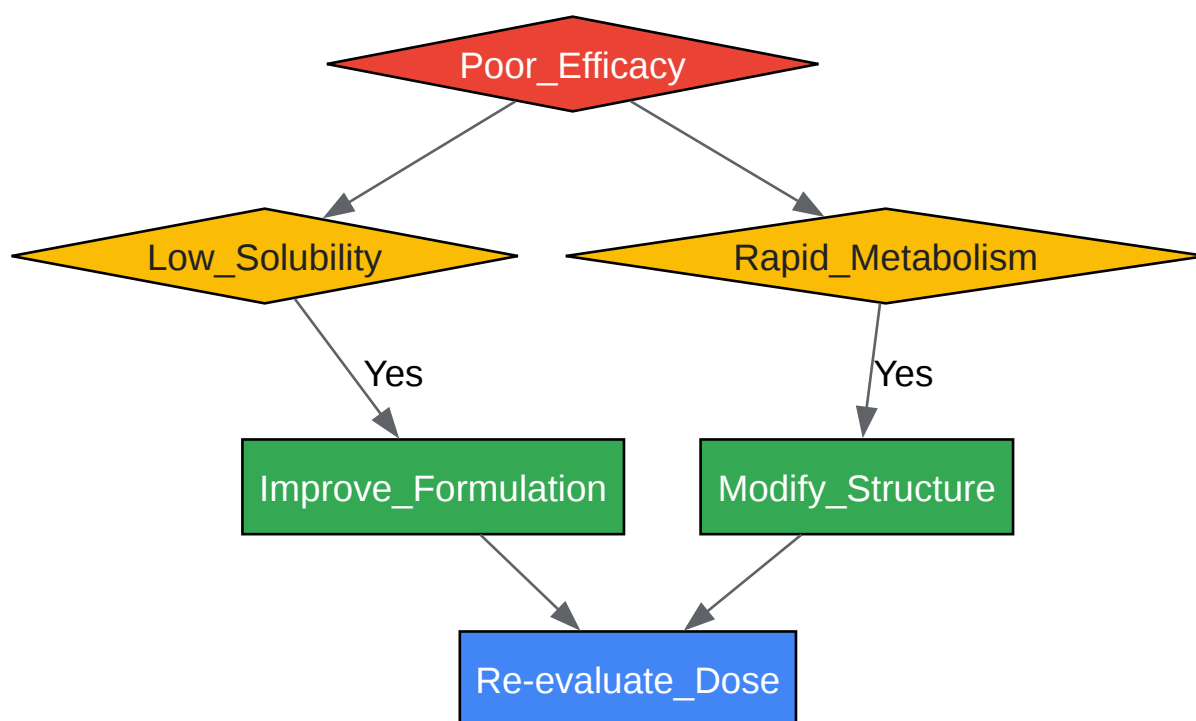 Poor_Efficacy
Low_Solubility
Rapid_Metabolism
Yes
Yes
Improve_Formulation
Modify_Structure
Re-evaluate_Dose